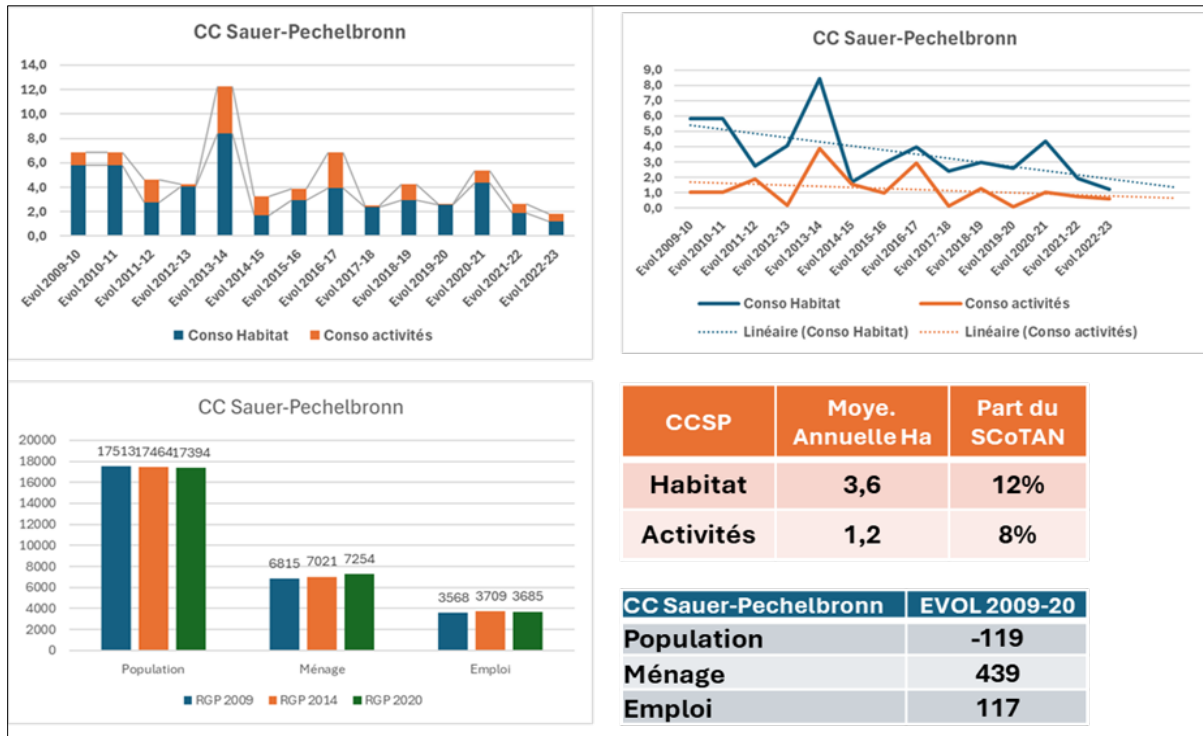 CC Sauer-Pechelbronn
14,0
12,0
10,0
8,0
6,0
4,0
2,0
0,0
Evol 2009-10
Evol 2010-11
Evol 2011-12
Evol 2012-13
Evol 2013-14
Evol 2014-15
Evol 2015-16
Evol 2016-17
Evol 2017-18
Evol 2018-19
Evol 2019-20
Evol 2020-21
Evol 2021-22
Evol 2022-23
Conso Habitat Conso activités
CC Sauer-Pechelbronn
9,0
8,0
7,0
6,0
5,0
4,0
3,0
2,0
1,0
0,0
Evol 2009-10
Evol 2010-11
Evol 2011-12
Evol 2012-13
Evol 2013-14
Evol 2014-15
Evol 2015-16
Evol 2016-17
Evol 2017-18
Evol 2018-19
Evol 2019-20
Evol 2020-21
Evol 2021-22
Evol 2022-23
Conso Habitat Conso activités
Linéaire (Conso Habitat) Linéaire (Conso activités)
CC Sauer-Pechelbronn
20000
18000
16000
14000
12000
10000
8000
6000
4000
2000
0
17513 17464 17394
6815 7021 7254
3568 3709 3685
Population Ménage Emploi
RGP 2009 RGP 2014 RGP 2020
CCSP Moye. Annuelle Ha Part du SCoTAN
Habitat 3,6 12%
Activités 1,2 8%
CC Sauer-Pechelbronn EVOL 2009-20
Population -119
Ménage 439
Emploi 117